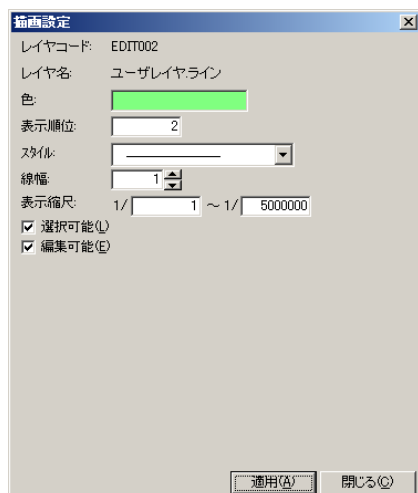 描画設定
レイヤコード: EDIT002
レイヤ名: ユーザレイヤ.ライン
色:
表示順位: 2
スタイル:
線幅: 1
表示縮尺: 1/ 1 ～ 1/ 5000000
選択可能(L)
編集可能(E)
適用(A) 閉じる(C)